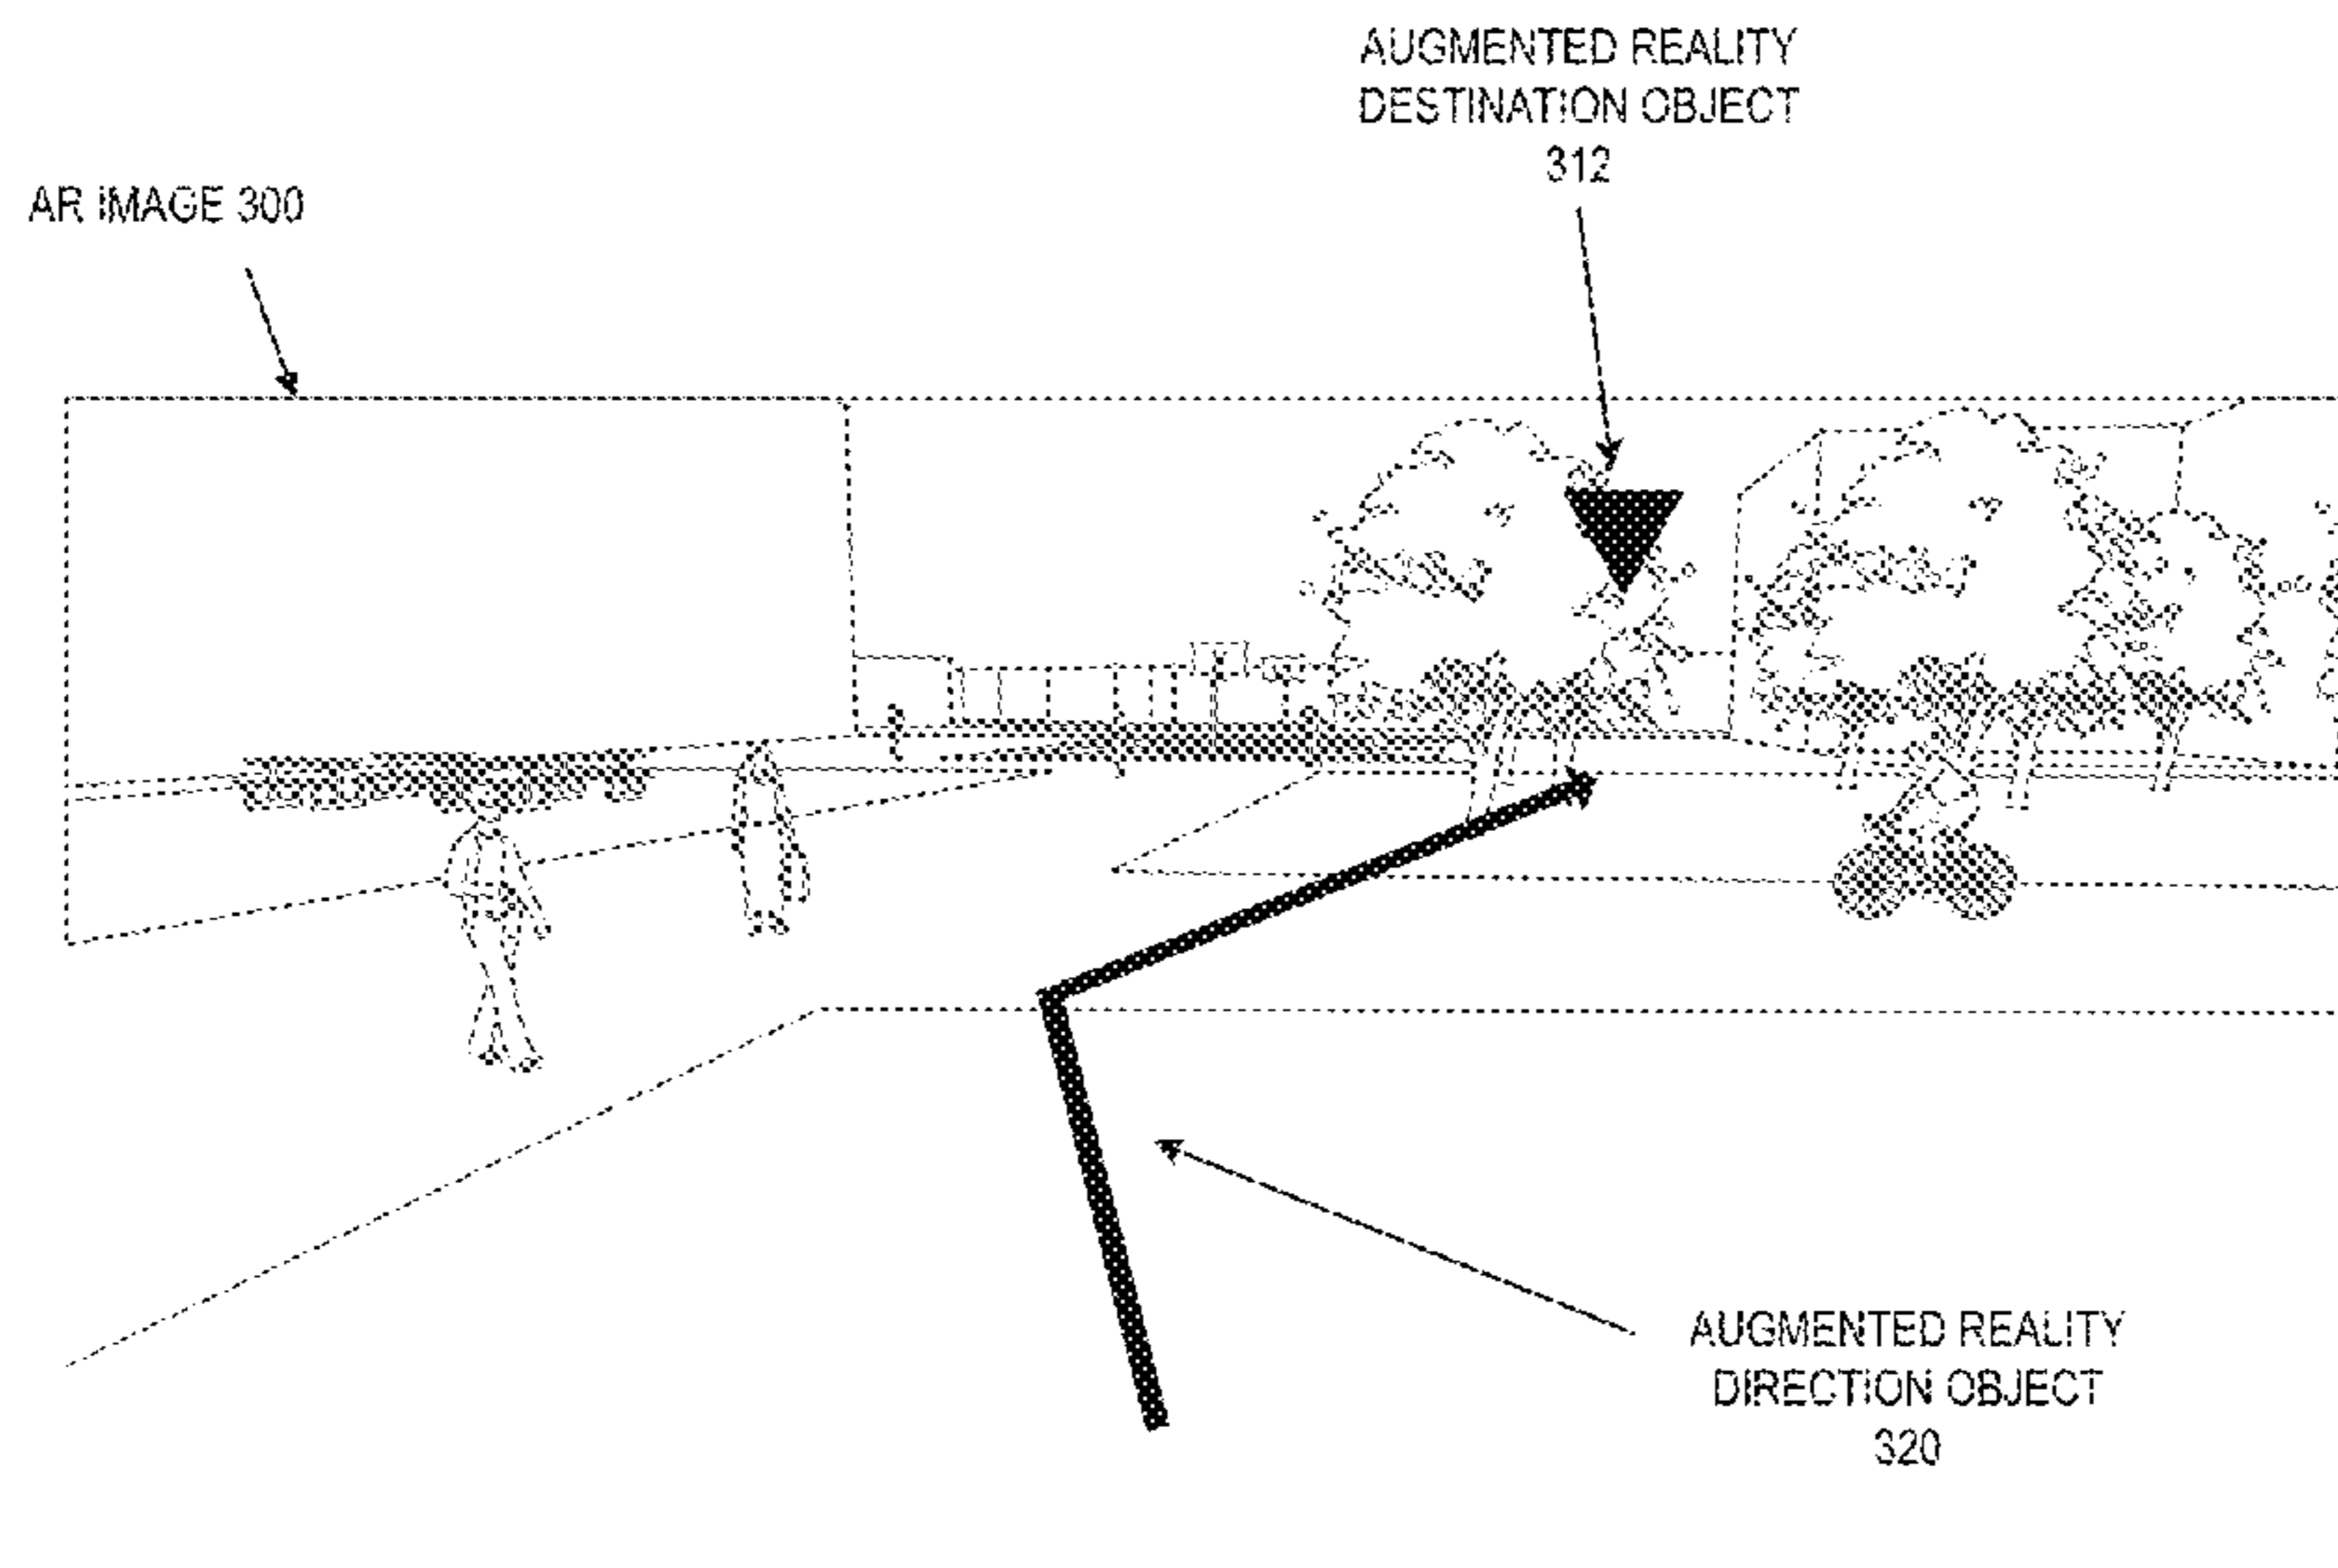 AUGMENTED REALITY
DESTINATION OBJECT
312
AR IMAGE 300
AUGMENTED REALITY
DIRECTION OBJECT
320